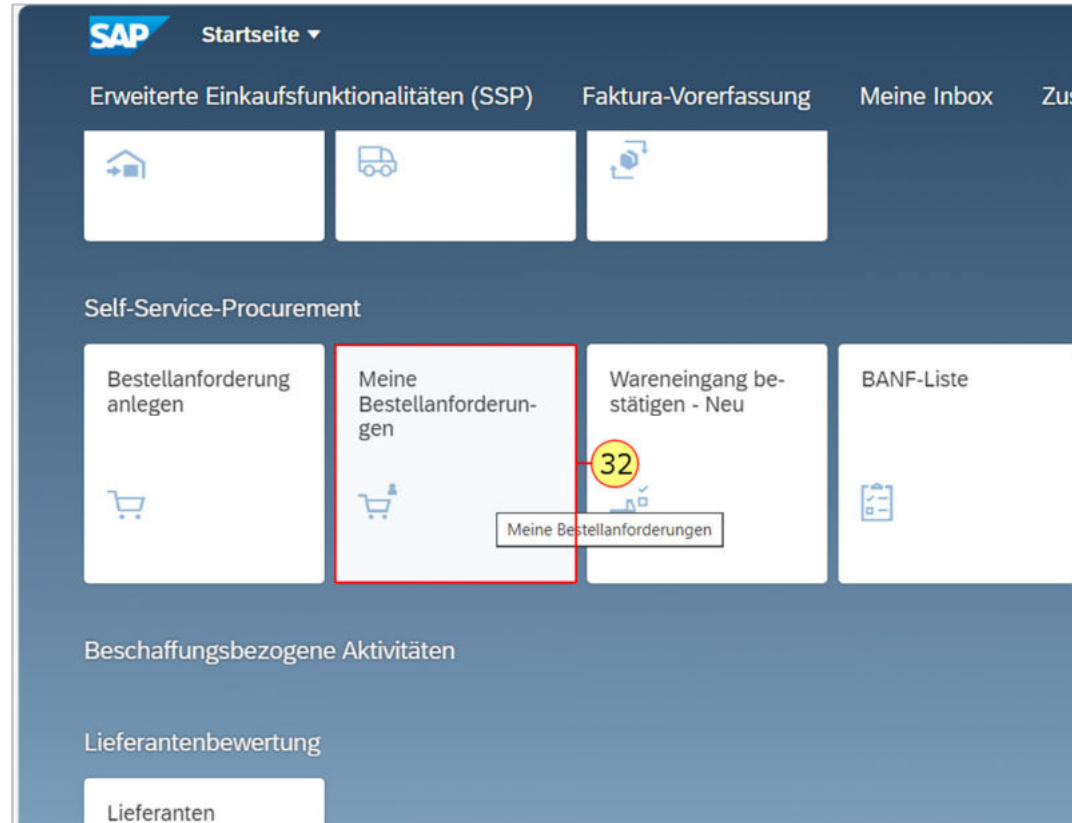 SAP Startseite
Erweiterte Einkaufsfunktionalitäten (SSP) Faktura-Vorerfassung Meine Inbox
Self-Service-Procurement
Bestellanforderung
anlegen
Meine
Bestellanforderun-
gen
Wareneingang be-
stätigen - Neu
BANF-Liste
32
Meine Bestellanforderungen
Beschaffungsbezogene Aktivitäten
Lieferantenbewertung
Lieferanten